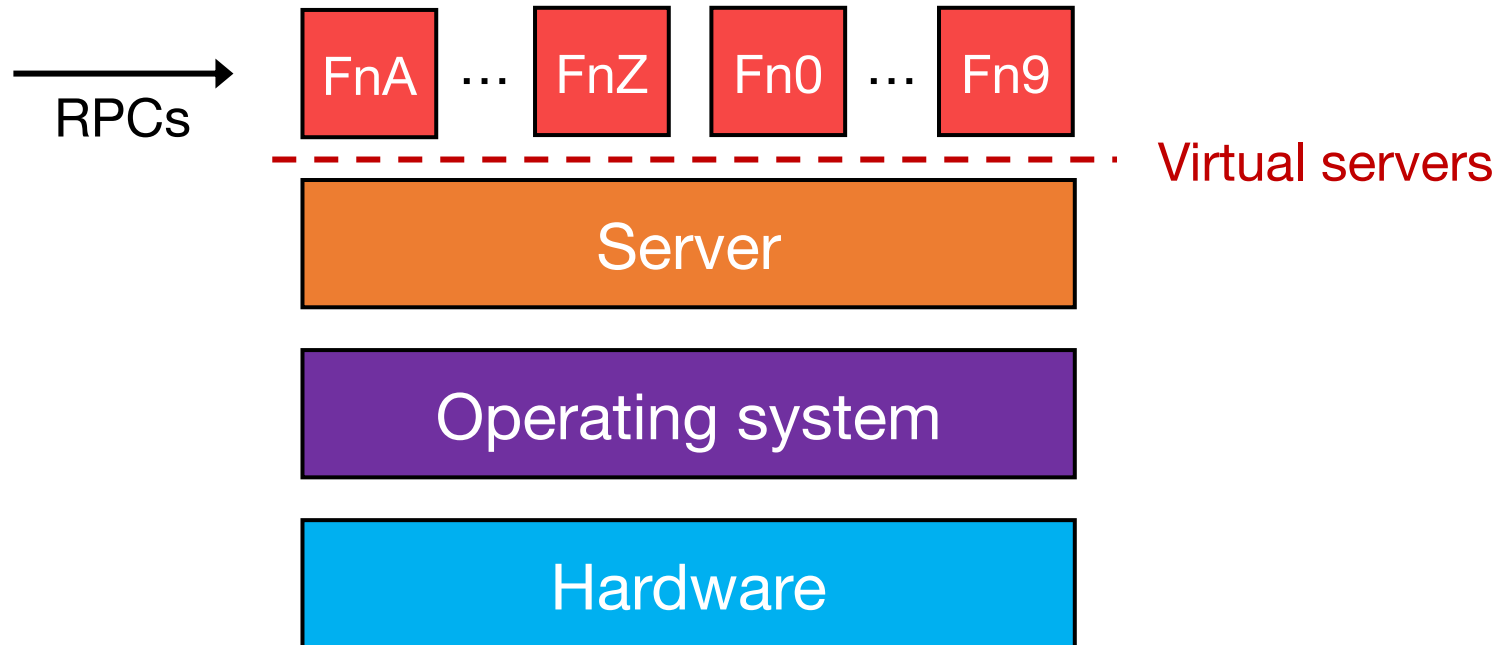 FnA ... FnZ Fn0 ... Fn9
RPCs
Virtual servers
Server
Operating system
Hardware